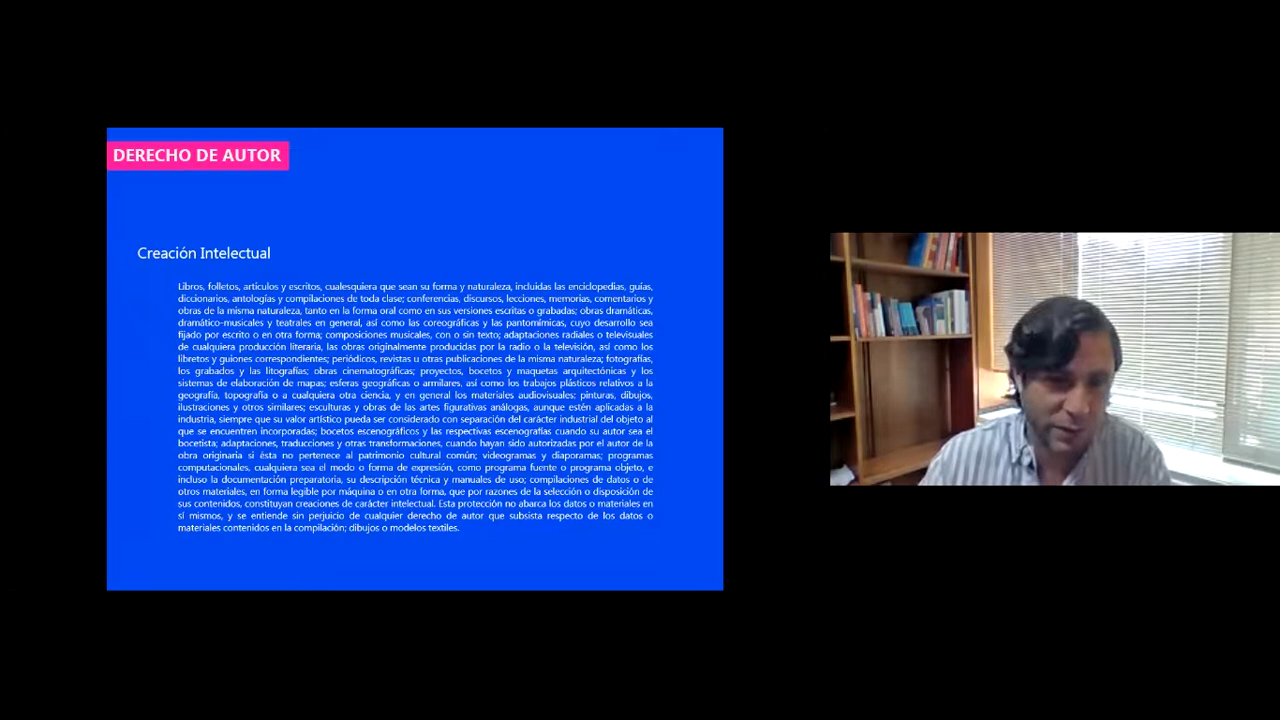 DERECHO DE AUTOR
Creación Intelectual
Libros, folletos, artículos y escritos, cualesquiera que sean su forma y naturaleza, incluidas las enciclopedias, guías,
diccionarios, antologías y compilaciones de toda clase; conferencias, discursos, lecciones, memorias, comentarios y
obras de la misma naturaleza, tanto en la forma oral como en sus versiones escritas o grabadas; obras dramáticas,
dramático-musicales y teatrales en general, así como las coreográficas y las pantomímicas, cuyo desarrollo sea
fijado por escrito o en otra forma; composiciones musicales, con o sin texto; adaptaciones radiales o televisuales
de cualquiera producción literaria, las obras originalmente producidas por la radio o la televisión, así como los
libretos y guiones correspondientes; periódicos, revistas u otras publicaciones de la misma naturaleza; fotografías,
los grabados y las litografías; obras cinematográficas; proyectos, bocetos y maquetas arquitectónicas y los
sistemas de elaboración de mapas; esferas geográficas o armilares, así como los trabajos plásticos relativos a la
geografía, topografía o a cualquiera otra ciencia, y en general los materiales audiovisuales; pinturas, dibujos,
ilustraciones y otros similares; esculturas y obras de las artes figurativas análogas, aunque estén aplicadas a la
industria, siempre que su valor artístico pueda ser considerado con separación del carácter industrial del objeto al
que se encuentren incorporadas; bocetos escenográficos y las respectivas escenografías cuando su autor sea el
bocetista; adaptaciones, traducciones y otras transformaciones, cuando hayan sido autorizadas por el autor de la
obra originaria si ésta no pertenece al patrimonio cultural común; videogramas y diaporamas; programas
computacionales, cualquiera sea el modo o forma de expresión, como programa fuente o programa objeto, e
incluso la documentación preparatoria, su descripción técnica y manuales de uso; compilaciones de datos o de
otros materiales, en forma legible por máquina o en otra forma, que por razones de la selección o disposición de
sus contenidos, constituyan creaciones de carácter intelectual. Esta protección no abarca los datos o materiales en
sí mismos, y se entiende sin perjuicio de cualquier derecho de autor que subsista respecto de los datos o
materiales contenidos en la compilación; dibujos o modelos textiles.